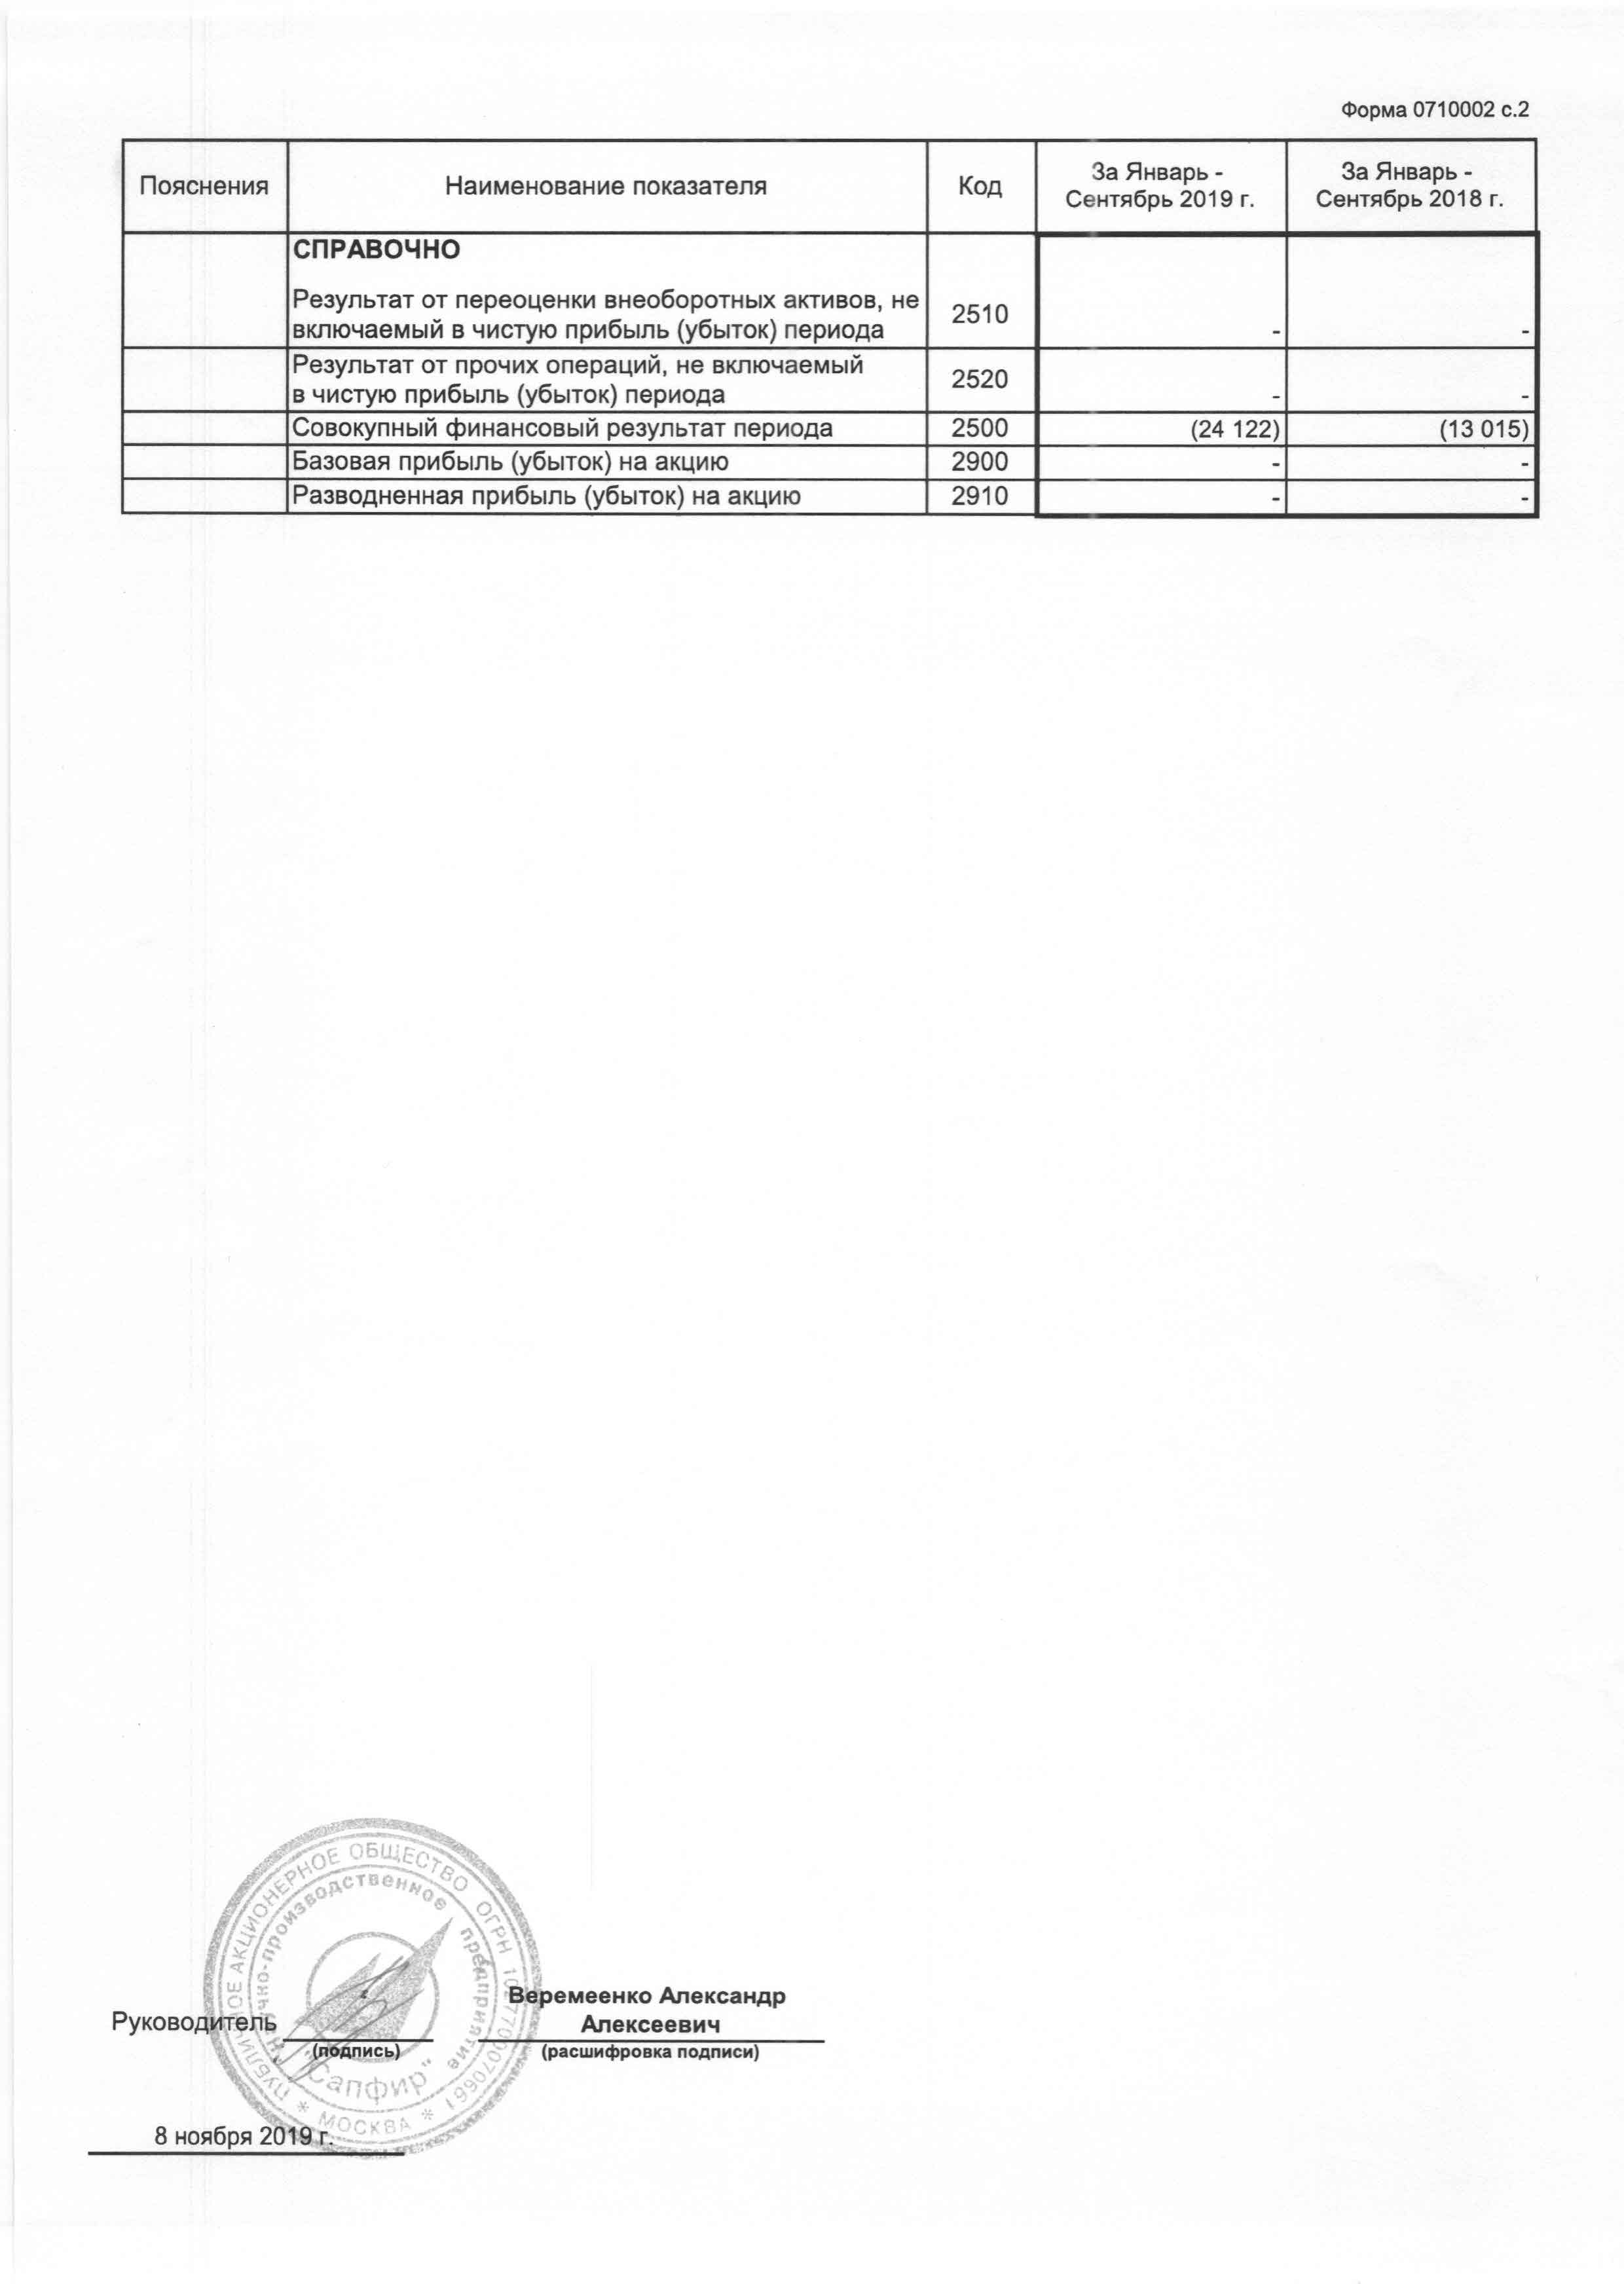 Форма 0710002 с.2
Пояснения Наименование показателя Код За Январь - Сентябрь 2019 г. За Январь - Сентябрь 2018 г.
СПРАВОЧНО
Результат от переоценки внеоборотных активов, не
включаемый в чистую прибыль (убыток) периода 2510 - -
Результат от прочих операций, не включаемый
в чистую прибыль (убыток) периода 2520 - -
Совокупный финансовый результат периода 2500 (24 122) (13 015)
Базовая прибыль (убыток) на акцию 2900 - -
Разводненная прибыль (убыток) на акцию 2910 - -
ПУБЛИЧНОЕ АКЦИОНЕРНОЕ ОБЩЕСТВО ОГРН
* МОСКВА *
научно-производственное предприятие
"Сапфир"
Веремеенко Александр
Руководитель Алексеевич
(подпись) (расшифровка подписи)
8 ноября 2019 г.